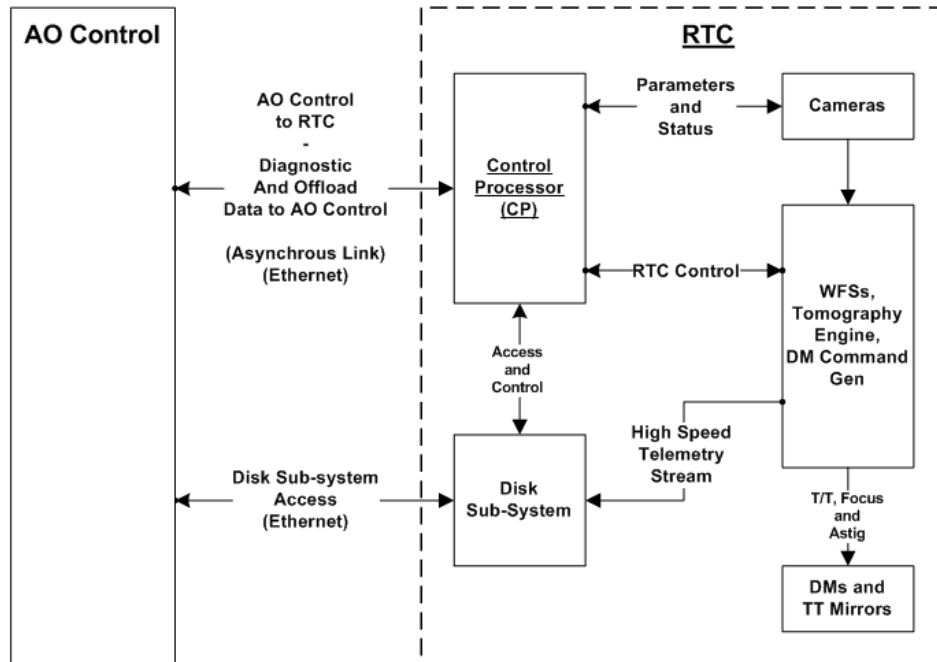 AO Control
RTC
AO Control
to RTC
-
Diagnostic
And Offload
Data to AO Control
(Asynchrous Link)
(Ethernet)
Control
Processor
(CP)
Parameters
and
Status
Cameras
RTC Control
WFSs,
Tomography
Engine,
DM Command
Gen
Access
and
Control
High Speed
Telemetry
Stream
Disk Sub-system
Access
(Ethernet)
Disk
Sub-System
T/T, Focus
and
Astig
DMs and
TT Mirrors